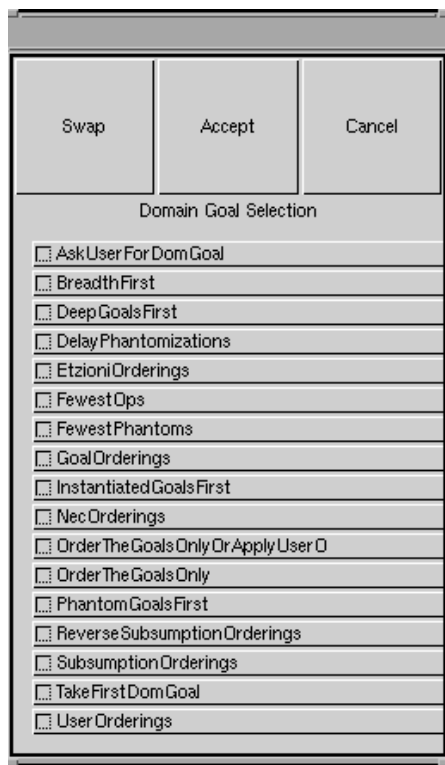 Swap Accept Cancel
Domain Goal Selection
AskUserForDomGoal
BreadthFirst
DeepGoalsFirst
DelayPhantomizations
EtzioniOrderings
FewestOps
FewestPhantoms
GoalOrderings
InstantiatedGoalsFirst
NecOrderings
OrderTheGoalsOnlyOrApplyUserO
OrderTheGoalsOnly
PhantomGoalsFirst
ReverseSubsumptionOrderings
SubsumptionOrderings
TakeFirstDomGoal
UserOrderings